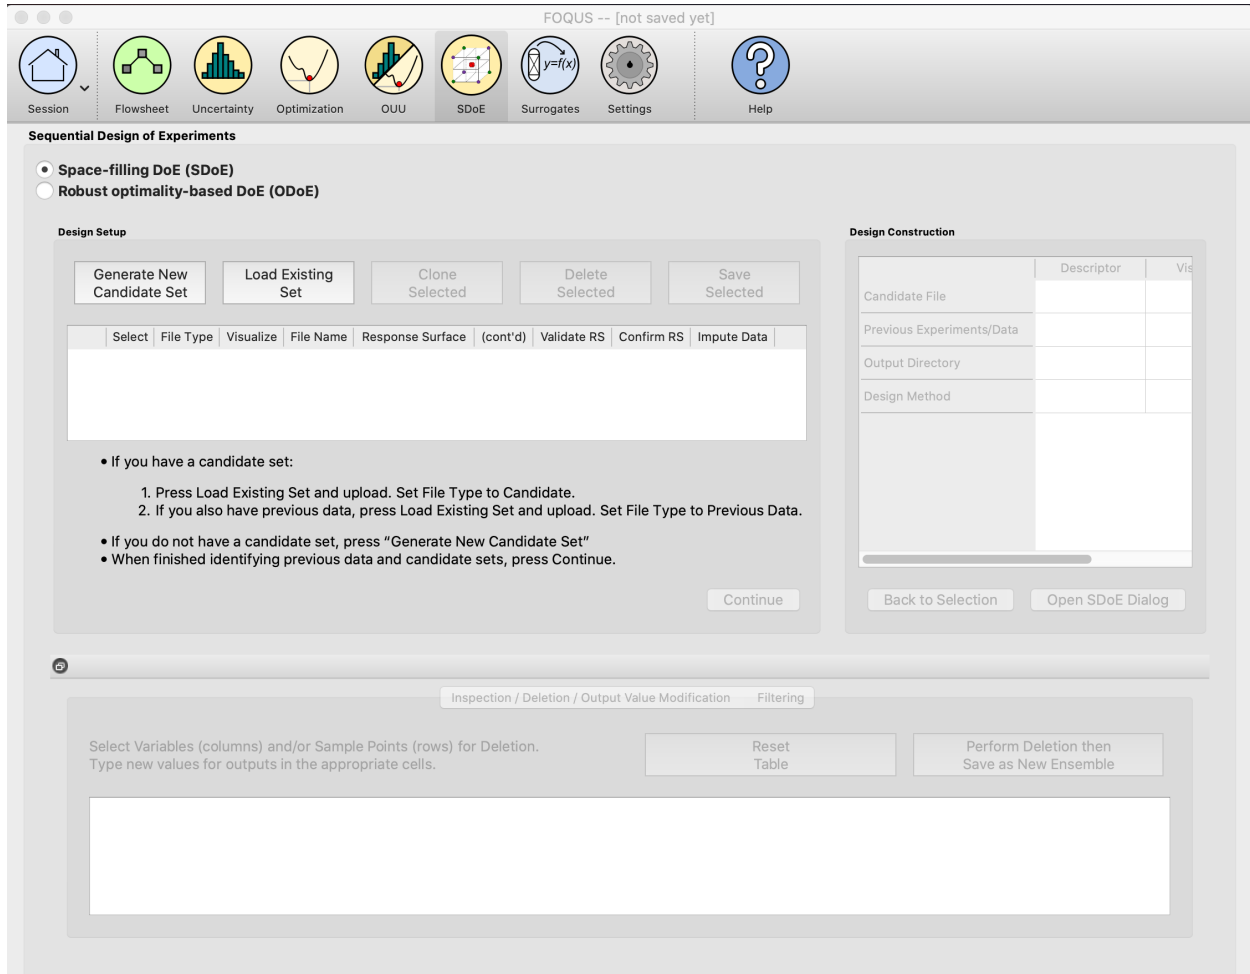 FOQUS -- [not saved yet]
y=f(x)
Session
Flowsheet
Uncertainty
Optimization
OUU
SDoE
Surrogates
Settings
Help
Sequential Design of Experiments
Space-filling DoE (SDoE)
Robust optimality-based DoE (ODoE)
Design Setup
Generate New
Candidate Set
Load Existing
Set
Clone
Selected
Delete
Selected
Save
Selected
Select File Type Visualize File Name Response Surface (cont'd) Validate RS Confirm RS Impute Data
• If you have a candidate set:
1. Press Load Existing Set and upload. Set File Type to Candidate.
2. If you also have previous data, press Load Existing Set and upload. Set File Type to Previous Data.
• If you do not have a candidate set, press “Generate New Candidate Set”
• When finished identifying previous data and candidate sets, press Continue.
Continue
Design Construction
Descriptor Vis
Candidate File
Previous Experiments/Data
Output Directory
Design Method
Back to Selection
Open SDoE Dialog
Inspection / Deletion / Output Value Modification
Filtering
Select Variables (columns) and/or Sample Points (rows) for Deletion.
Type new values for outputs in the appropriate cells.
Reset
Table
Perform Deletion then
Save as New Ensemble